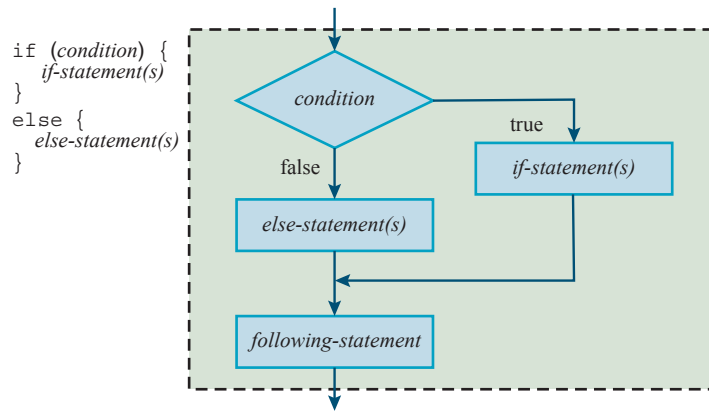 if (condition) {
if-statement(s)
}
else {
else-statement(s)
}
condition
true
false
if-statement(s)
else-statement(s)
following-statement